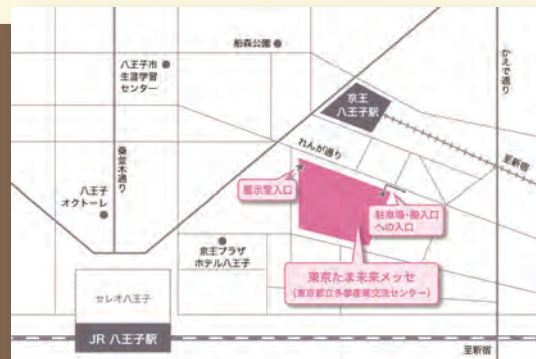 船森公園
八王子市
生涯学習
センター
京王
八王子駅
かえで通り
れんが通り
至新宿
桑並木通り
展示室入口
八王子
オクトーレ
駐車場・搬入口
への入口
京王プラザ
ホテル八王子
東京たま未来メッセ
(東京都立多摩産業交流センター)
セレオ八王子
JR 八王子駅
至新宿